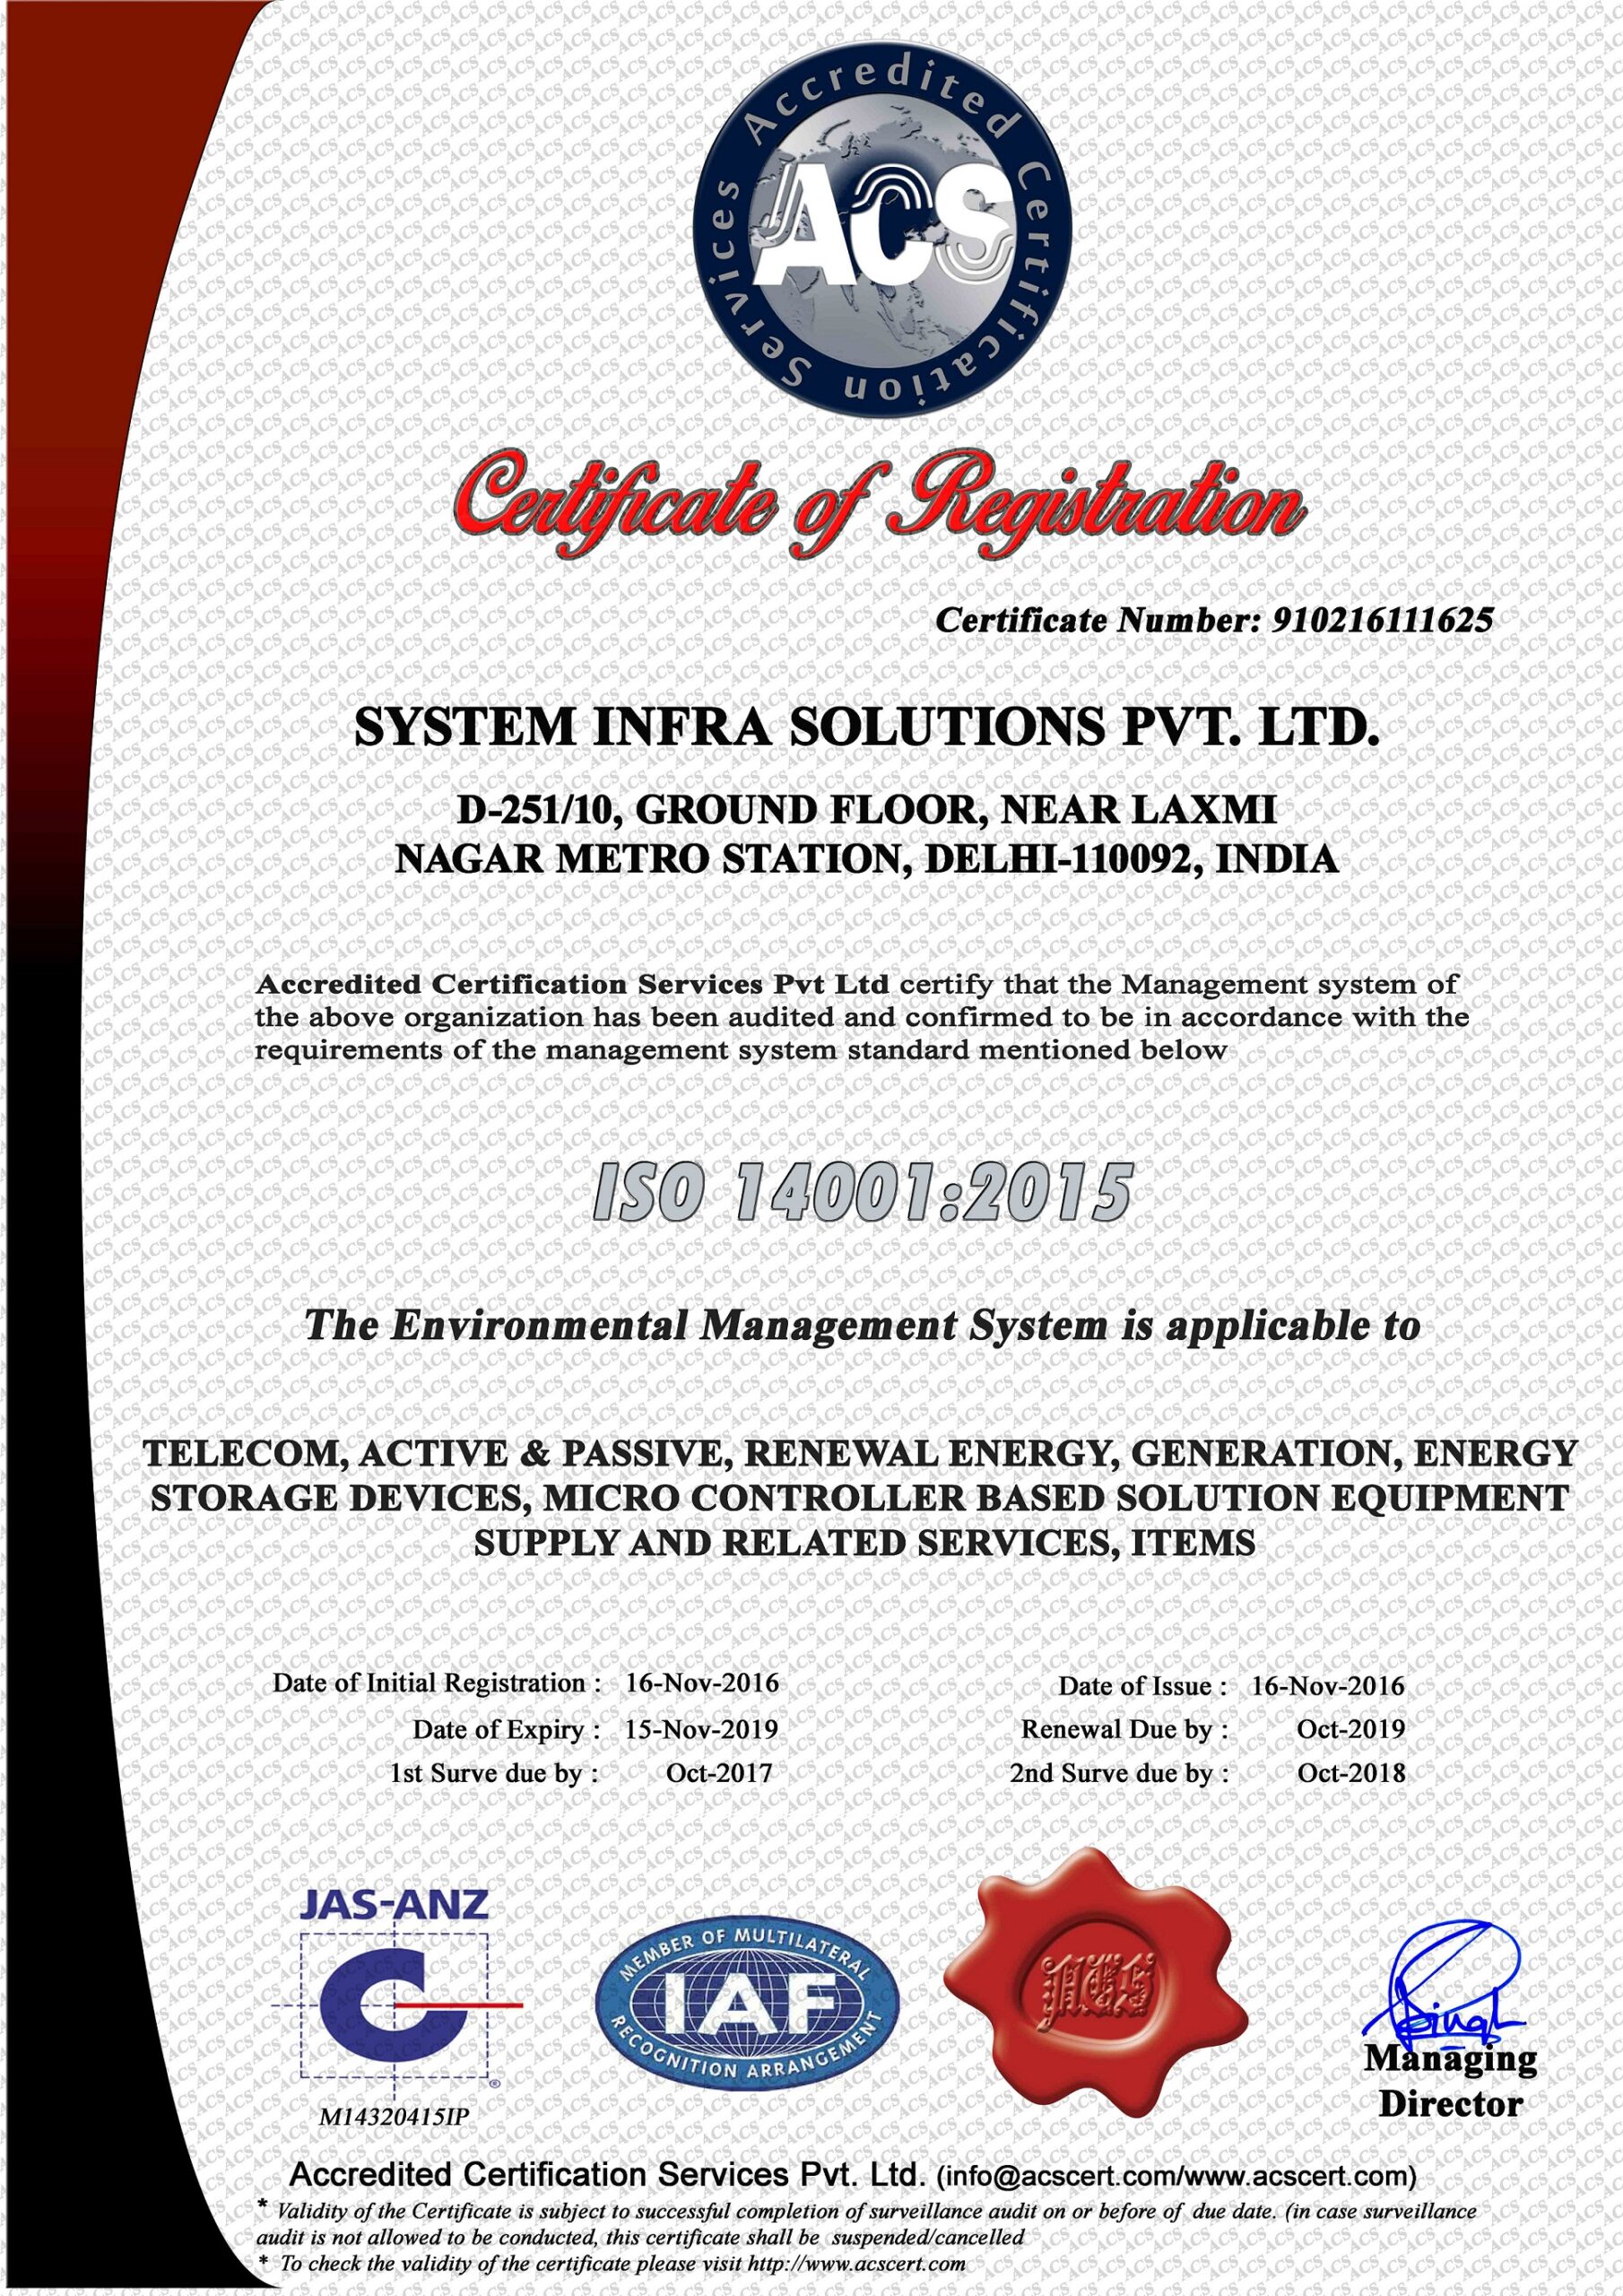 Accredited Certification Services
ACS
Certificate of Registration
Certificate Number: 910216111625
SYSTEM INFRA SOLUTIONS PVT. LTD.
D-251/10, GROUND FLOOR, NEAR LAXMI
NAGAR METRO STATION, DELHI-110092, INDIA
Accredited Certification Services Pvt Ltd certify that the Management system of
the above organization has been audited and confirmed to be in accordance with the
requirements of the management system standard mentioned below
ISO 14001:2015
The Environmental Management System is applicable to
TELECOM, ACTIVE & PASSIVE, RENEWAL ENERGY, GENERATION, ENERGY
STORAGE DEVICES, MICRO CONTROLLER BASED SOLUTION EQUIPMENT
SUPPLY AND RELATED SERVICES, ITEMS
Date of Initial Registration : 16-Nov-2016
Date of Issue : 16-Nov-2016
Date of Expiry : 15-Nov-2019
Renewal Due by : Oct-2019
1st Surve due by : Oct-2017
2nd Surve due by : Oct-2018
JAS-ANZ
®
M14320415IP
MEMBER OF MULTILATERAL
IAF
RECOGNITION ARRANGEMENT
ACS
Singh
Managing
Director
Accredited Certification Services Pvt. Ltd. (info@acscert.com/www.acscert.com)
* Validity of the Certificate is subject to successful completion of surveillance audit on or before of due date. (in case surveillance
audit is not allowed to be conducted, this certificate shall be suspended/cancelled
* To check the validity of the certificate please visit http://www.acscert.com